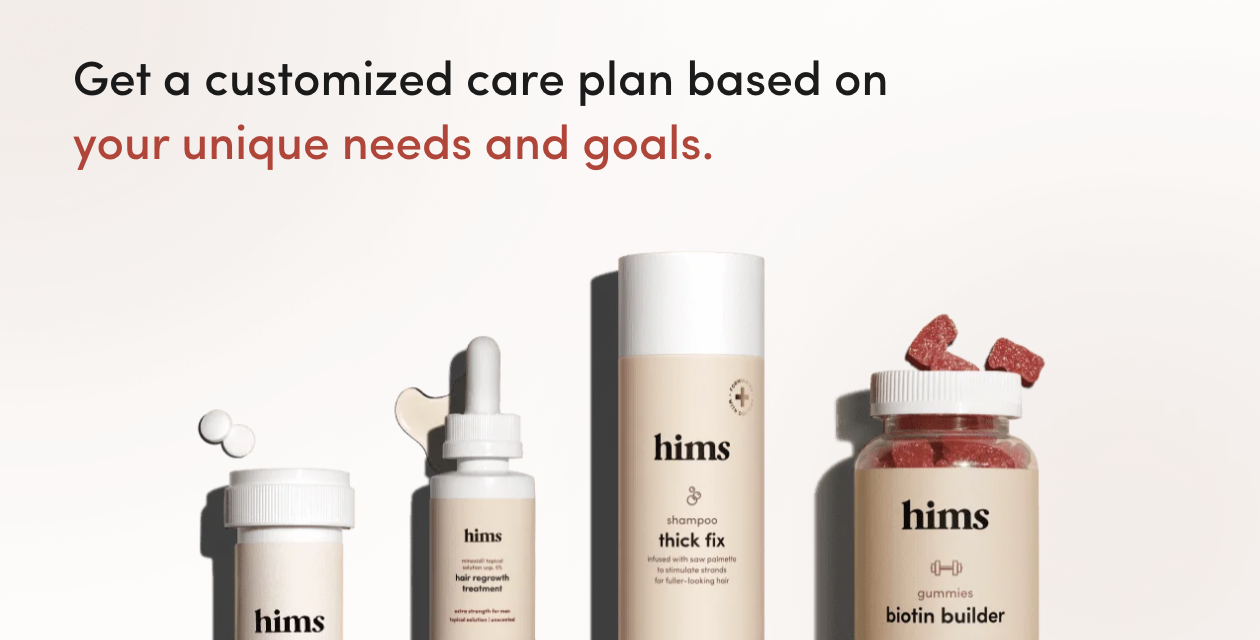 Get a customized care plan based on
your unique needs and goals.
hims
hims
minoxidil topical
solution usp, 5%
hair regrowth
treatment
extra strength for men
topical solution | unscented
hims
shampoo
thick fix
infused with saw palmetto
to stimulate strands
for fuller-looking hair
hims
gummies
biotin builder